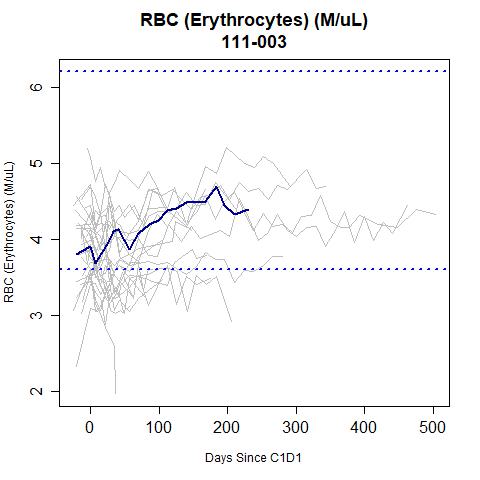 RBC (Erythrocytes) (M/uL)
111-003
RBC (Erythrocytes) (M/uL)
6
5
4
3
2
0 100 200 300 400 500
Days Since C1D1